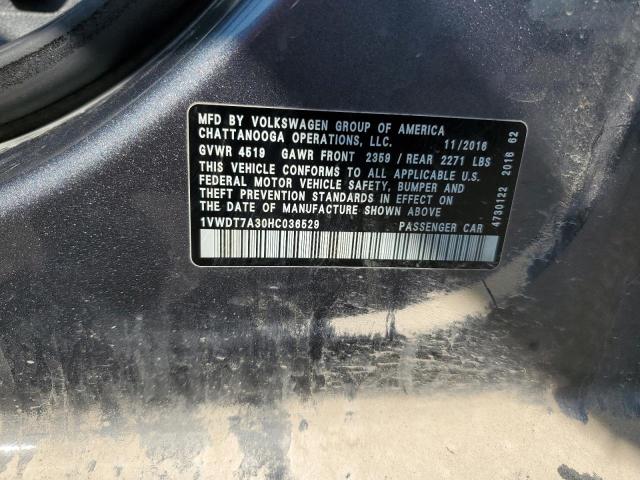 MFD BY VOLKSWAGEN GROUP OF AMERICA
CHATTANOOGA OPERATIONS, LLC. 11/2016
GVWR 4519 GAWR FRONT 2359 / REAR 2271 LBS
THIS VEHICLE CONFORMS TO ALL APPLICABLE U.S.
FEDERAL MOTOR VEHICLE SAFETY, BUMPER AND
THEFT PREVENTION STANDARDS IN EFFECT ON
THE DATE OF MANUFACTURE SHOWN ABOVE
1VWDT7A30HC036529 PASSENGER CAR
4730122 2016 62